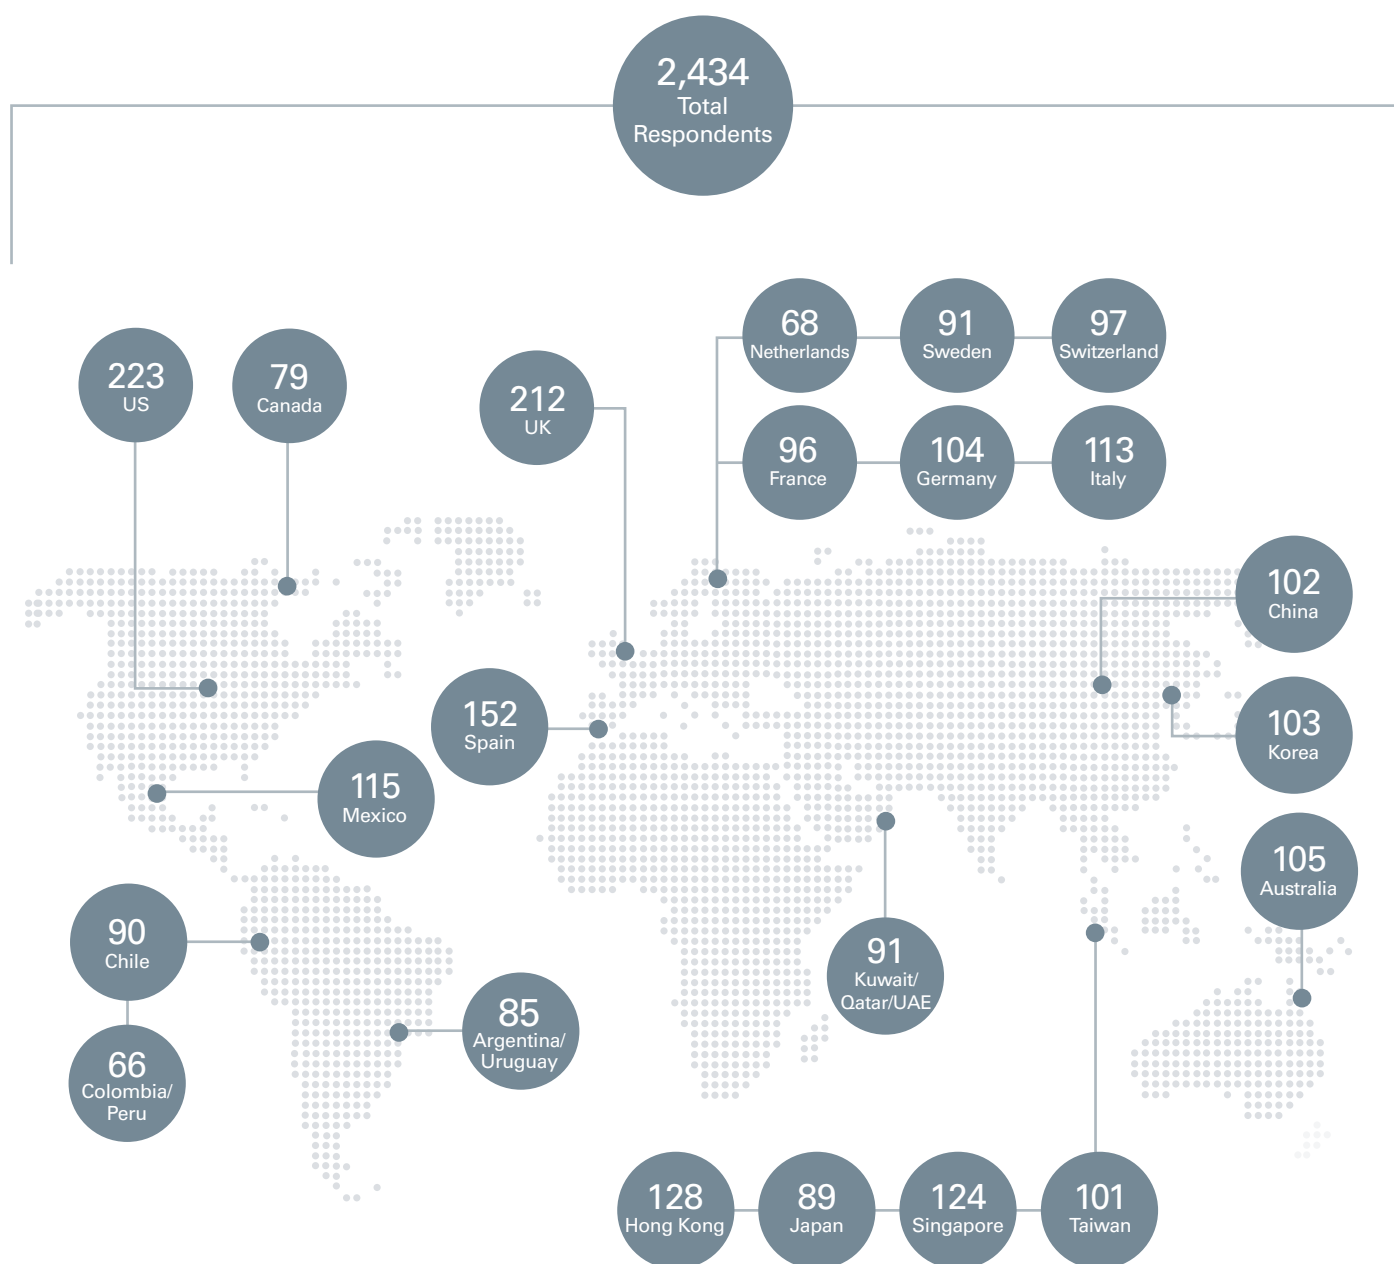 2,434
Total
Respondents
68
Netherlands
91
Sweden
97
Switzerland
223
US
79
Canada
212
UK
96
France
104
Germany
113
Italy
102
China
152
Spain
103
Korea
115
Mexico
105
Australia
90
Chile
91
Kuwait/
Qatar/UAE
85
Argentina/
Uruguay
66
Colombia/
Peru
128
Hong Kong
89
Japan
124
Singapore
101
Taiwan